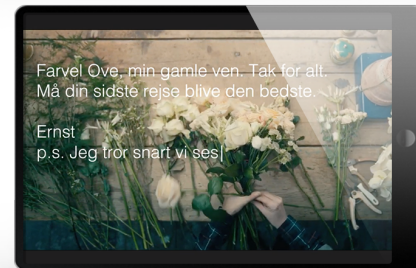 Farvel Ove, min gamle ven. Tak for alt.
Må din sidste rejse blive den bedste.
Ernst
p.s. Jeg tror snart vi ses